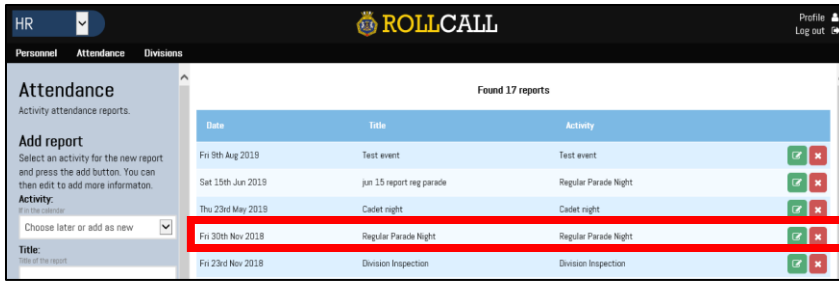 HR
ROLLCALL
Profile
Log out
Personnel Attendance Divisions
Attendance
Activity attendance reports.
Add report
Select an activity for the new report
and press the add button. You can
then edit to add more informaton.
Activity:
If in the calender
Choose later or add as new
Title:
Title of the report
Found 17 reports
Date Title Activity
Fri 9th Aug 2019 Test event Test event
Sat 15th Jun 2019 jun 15 report reg parade Regular Parade Night
Thu 23rd May 2019 Cadet night Cadet night
Fri 30th Nov 2018 Regular Parade Night Regular Parade Night
Fri 23rd Nov 2018 Division Inspection Division Inspection